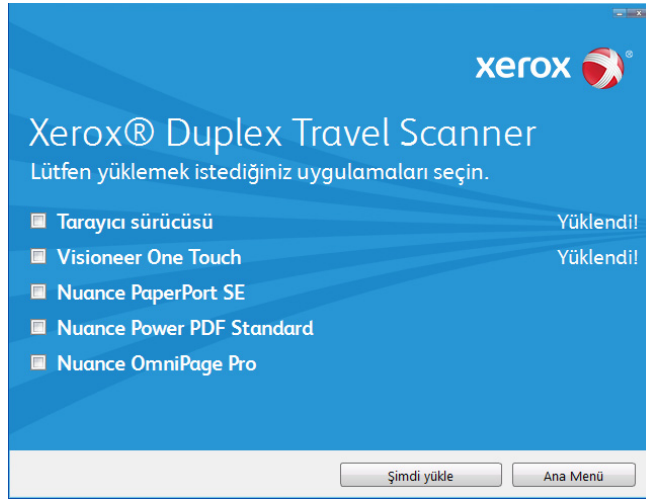 xerox®
Xerox® Duplex Travel Scanner
Lütfen yüklemek istediğiniz uygulamaları seçin.
Tarayıcı sürücüsü Yüklendi!
Visioneer One Touch Yüklendi!
Nuance PaperPort SE
Nuance Power PDF Standard
Nuance OmniPage Pro
Şimdi yükle Ana Menü